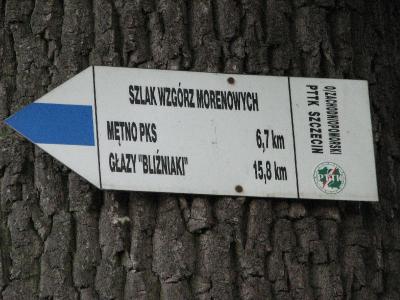 SZLAK WZGÓRZ MORENOWYCH
MĘTNO PKS 6,7 km
GŁAZY "BLIŹNIAKI" 15,8 km
O/ZACHODNIOPOMORSKI
PTTK SZCZECIN